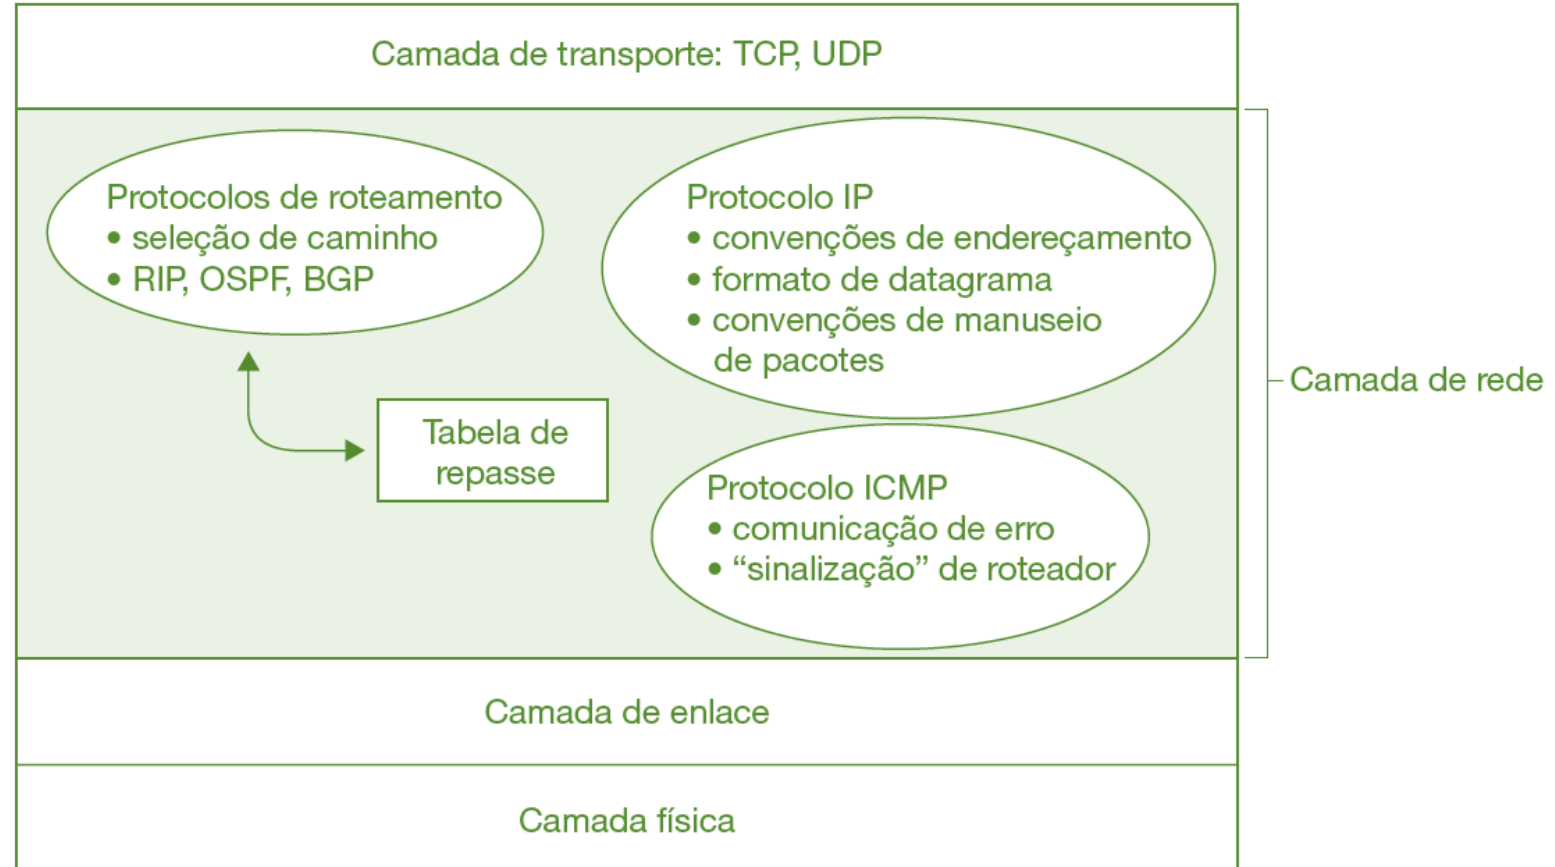 Camada de transporte: TCP, UDP
Protocolos de roteamento
• seleção de caminho
• RIP, OSPF, BGP
Protocolo IP
• convenções de endereçamento
• formato de datagrama
• convenções de manuseio
de pacotes
Camada de rede
Tabela de
repasse
Protocolo ICMP
• comunicação de erro
• “sinalização” de roteador
Camada de enlace
Camada física